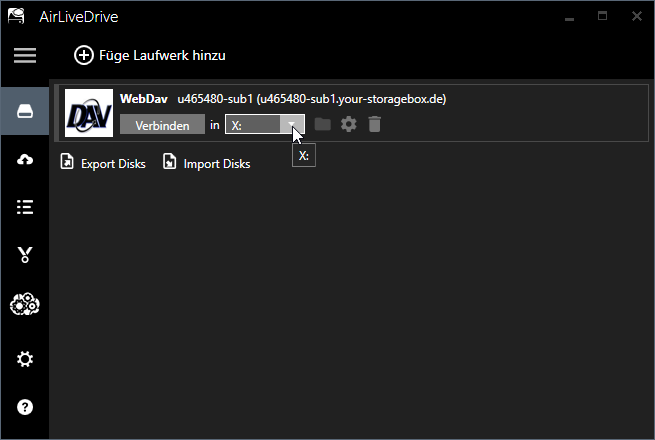 AirLiveDrive
Füge Laufwerk hinzu
WebDav u465480-sub1 (u465480-sub1.your-storagebox.de)
DAV
Verbinden in X:
X:
Export Disks Import Disks